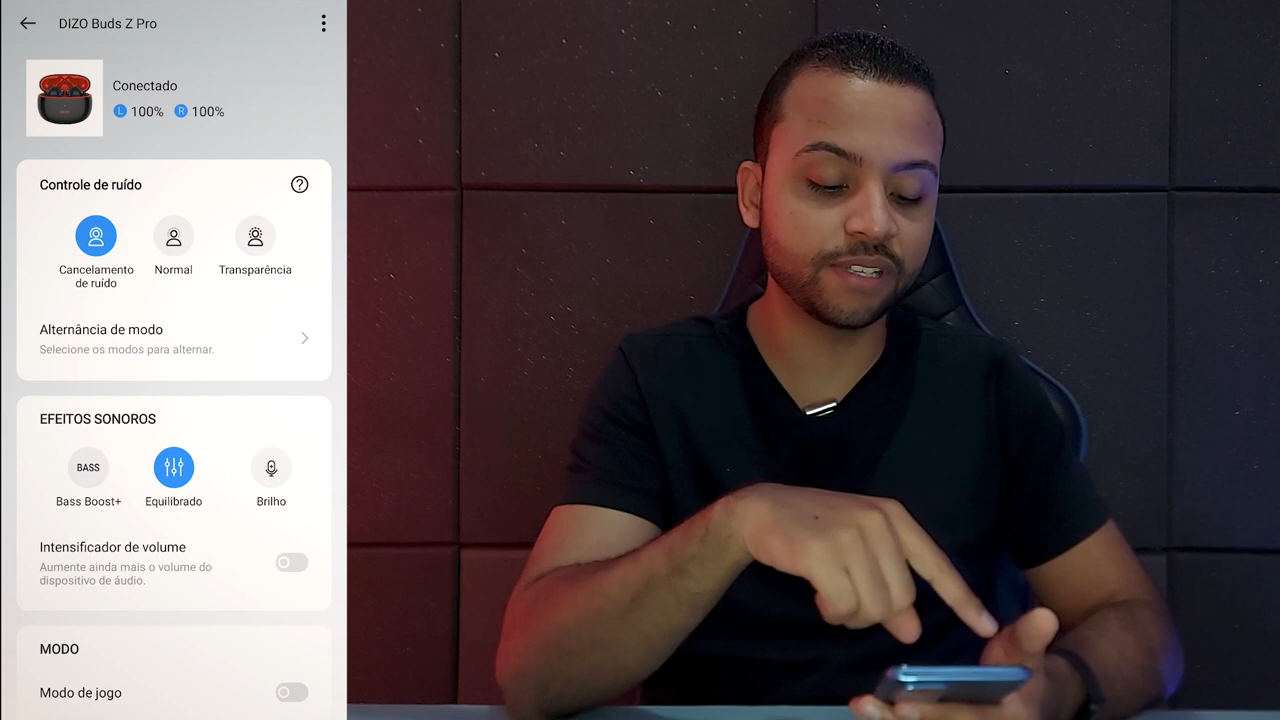 DIZO Buds Z Pro
Conectado
L 100% R 100%
Controle de ruído
Cancelamento
de ruído
Normal
Transparência
Alternância de modo
Selecione os modos para alternar.
EFEITOS SONOROS
BASS
Bass Boost+
Equilibrado
Brilho
Intensificador de volume
Aumente ainda mais o volume do
dispositivo de áudio.
MODO
Modo de jogo